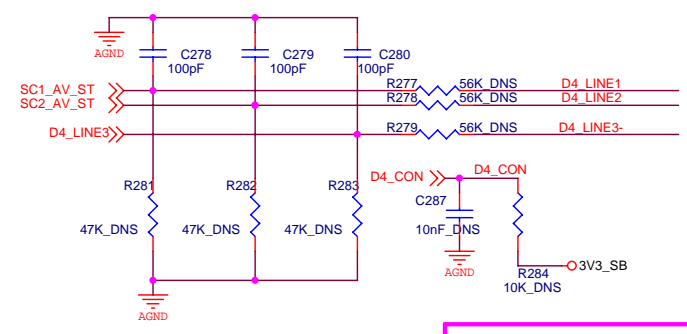 AGND
C278
100pF
C279
100pF
C280
100pF
SC1_AV_ST
R277
56K_DNS
D4_LINE1
SC2_AV_ST
R278
56K_DNS
D4_LINE2
D4_LINE3
R279
56K_DNS
D4_LINE3-
R281
47K_DNS
R282
47K_DNS
R283
47K_DNS
D4_CON
D4_CON
C287
10nF_DNS
AGND
R284
10K_DNS
3V3_SB
AGND